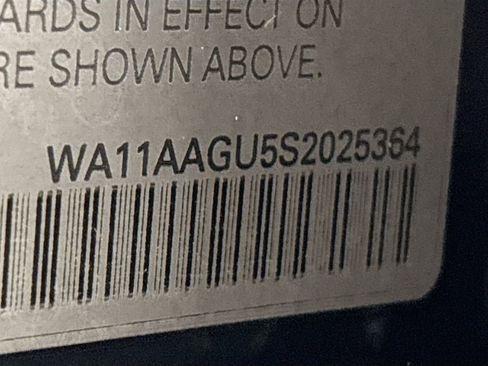 ARDS IN EFFECT ON
RE SHOWN ABOVE.
WA11AAGU5S2025364